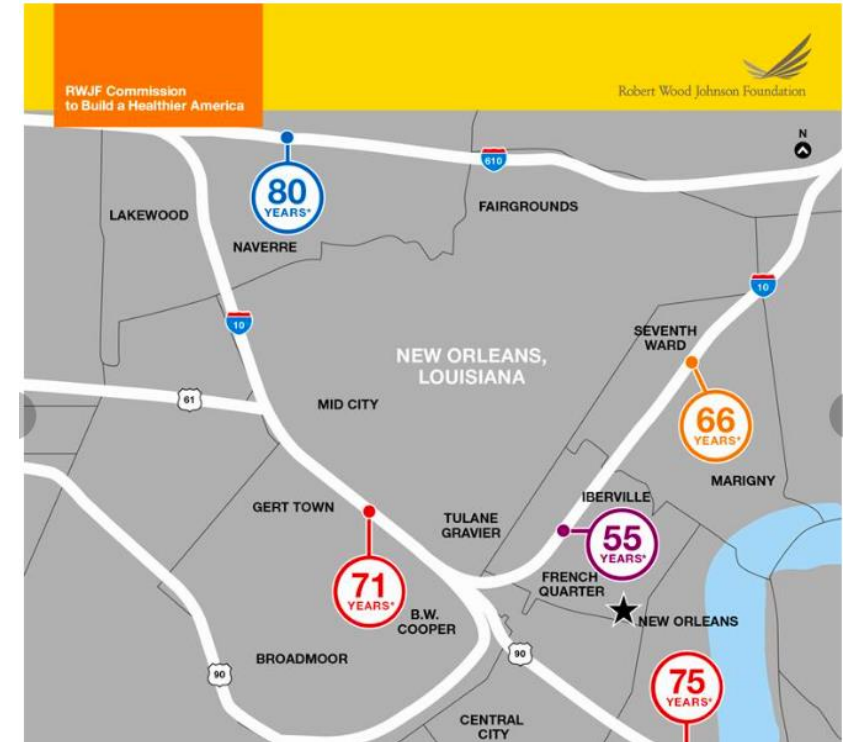 RWJF Commission
to Build a Healthier America
Robert Wood Johnson Foundation
N
610
80
YEARS*
LAKEWOOD
FAIRGROUNDS
NAVERRE
10
10
SEVENTH
WARD
NEW ORLEANS,
LOUISIANA
61
MID CITY
66
YEARS*
MARIGNY
IBERVILLE
GERT TOWN
TULANE
GRAVIER
55
YEARS*
FRENCH
QUARTER
71
YEARS*
B.W.
COOPER
NEW ORLEANS
BROADMOOR
90
90
75
YEARS*
CENTRAL
CITY